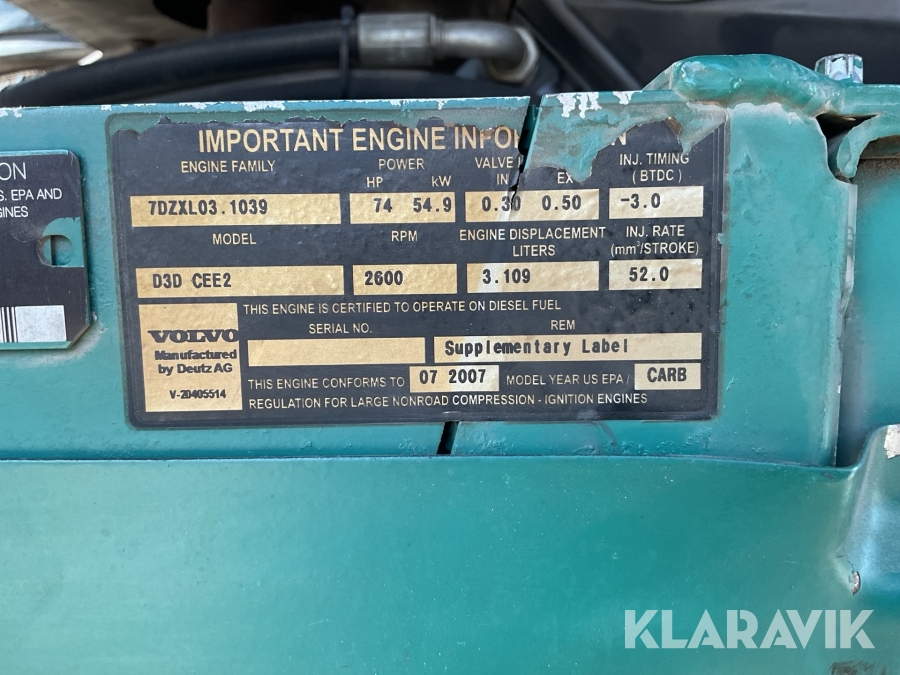 ON
S. EPA AND
GINES
IMPORTANT ENGINE
ENGINE FAMILY
POWER
HP kW
VALVE
IN EX
INJ. TIMING
(BTDC)
7DZXL03.1039
74 54.9
0.30 0.50
-3.0
MODEL
RPM
ENGINE DISPLACEMENT
LITERS
INJ. RATE
(mm³/STROKE)
D3D CEE2
2600
3.109
52.0
THIS ENGINE IS CERTIFIED TO OPERATE ON DIESEL FUEL
SERIAL NO.
REM
VOLVO
Manufactured
by Deutz AG
V-20405514
Supplementary Label
THIS ENGINE CONFORMS TO 07 2007 MODEL YEAR US EPA / CARB
REGULATION FOR LARGE NONROAD COMPRESSION - IGNITION ENGINES
KLARAVIK